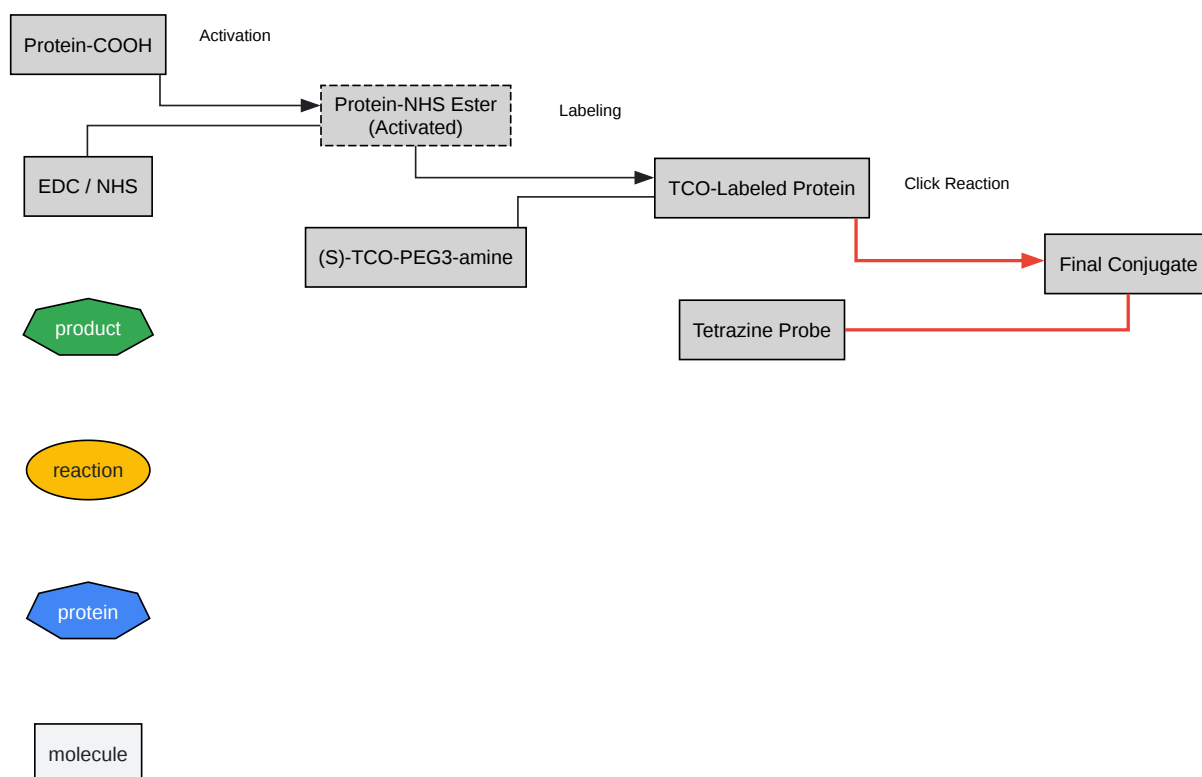 Protein-COOH
Activation
Protein-NHS Ester
(Activated)
Labeling
EDC / NHS
TCO-Labeled Protein
Click Reaction
(S)-TCO-PEG3-amine
Final Conjugate
Tetrazine Probe
product
reaction
protein
molecule